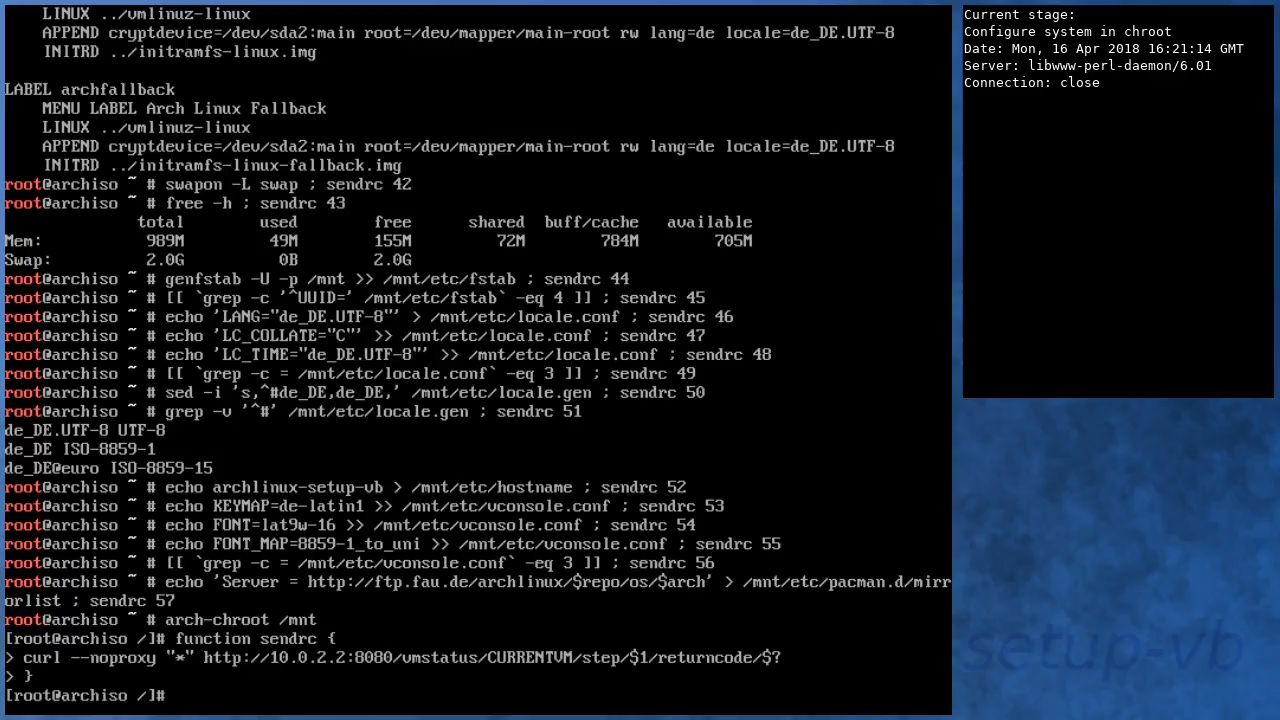 LINUX ../vmlinuz-linux
    APPEND cryptdevice=/dev/sda2:main root=/dev/mapper/main-root rw lang=de locale=de_DE.UTF-8
    INITRD ../initramfs-linux.img
LABEL archfallback
    MENU LABEL Arch Linux Fallback
    LINUX ../vmlinuz-linux
    APPEND cryptdevice=/dev/sda2:main root=/dev/mapper/main-root rw lang=de locale=de_DE.UTF-8
    INITRD ../initramfs-linux-fallback.img
root@archiso ~ # swapon -L swap ; sendrc 42
root@archiso ~ # free -h ; sendrc 43
              total        used        free      shared  buff/cache   available
Mem:           989M         49M        155M         72M        784M        705M
Swap:          2.0G          0B        2.0G
root@archiso ~ # genfstab -U -p /mnt >> /mnt/etc/fstab ; sendrc 44
root@archiso ~ # [[ `grep -c '^UUID=' /mnt/etc/fstab` -eq 4 ]] ; sendrc 45
root@archiso ~ # echo 'LANG="de_DE.UTF-8"' > /mnt/etc/locale.conf ; sendrc 46
root@archiso ~ # echo 'LC_COLLATE="C"' >> /mnt/etc/locale.conf ; sendrc 47
root@archiso ~ # echo 'LC_TIME="de_DE.UTF-8"' >> /mnt/etc/locale.conf ; sendrc 48
root@archiso ~ # [[ `grep -c = /mnt/etc/locale.conf` -eq 3 ]] ; sendrc 49
root@archiso ~ # sed -i 's,^#de_DE,de_DE,' /mnt/etc/locale.gen ; sendrc 50
root@archiso ~ # grep -v '^#' /mnt/etc/locale.gen ; sendrc 51
de_DE.UTF-8 UTF-8
de_DE ISO-8859-1
de_DE@euro ISO-8859-15
root@archiso ~ # echo archlinux-setup-vb > /mnt/etc/hostname ; sendrc 52
root@archiso ~ # echo KEYMAP=de-latin1 >> /mnt/etc/vconsole.conf ; sendrc 53
root@archiso ~ # echo FONT=lat9w-16 >> /mnt/etc/vconsole.conf ; sendrc 54
root@archiso ~ # echo FONT_MAP=8859-1_to_uni >> /mnt/etc/vconsole.conf ; sendrc 55
root@archiso ~ # [[ `grep -c = /mnt/etc/vconsole.conf` -eq 3 ]] ; sendrc 56
root@archiso ~ # echo 'Server = http://ftp.fau.de/archlinux/$repo/os/$arch' > /mnt/etc/pacman.d/mirr
orlist ; sendrc 57
root@archiso ~ # arch-chroot /mnt
[root@archiso /]# function sendrc {
> curl --noproxy "*" http://10.0.2.2:8080/vmstatus/CURRENTVM/step/$1/returncode/$?
> }
[root@archiso /]#
Current stage:
Configure system in chroot
Date: Mon, 16 Apr 2018 16:21:14 GMT
Server: libwww-perl-daemon/6.01
Connection: close
setup-vb